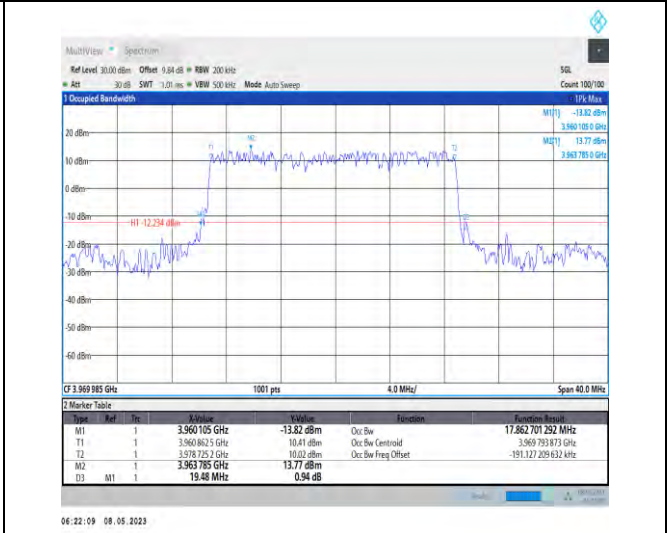 MultiView Spectrum
Ref Level 30.00 dBm Offset 9.84 dB RBW 200 kHz SGL
Att 30 dB SWT 1.01 ms VBW 500 kHz Mode Auto Sweep Count 100/100
1 Occupied Bandwidth 1Pk Max
M1[1] -13.82 dBm
3.960 105 0 GHz
M2[1] 13.77 dBm
3.963 785 0 GHz
20 dBm
M2
T1
T2
10 dBm
0 dBm
-10 dBm
H1 -12.234 dBm
-20 dBm
-30 dBm
-40 dBm
-50 dBm
-60 dBm
CF 3.969 985 GHz 1001 pts 4.0 MHz/ Span 40.0 MHz
2 Marker Table
Type Ref Trc X-Value Y-Value Function Function Result
M1 1 3.960 105 GHz -13.82 dBm Occ Bw 17.862 701 292 MHz
T1 1 3.960 862 5 GHz 10.41 dBm Occ Bw Centroid 3.969 793 873 GHz
T2 1 3.978 725 2 GHz 10.02 dBm Occ Bw Freq Offset -191.127 209 632 kHz
M2 1 3.963 785 GHz 13.77 dBm
D3 M1 1 19.48 MHz 0.94 dB
06:22:09 08.05.2023